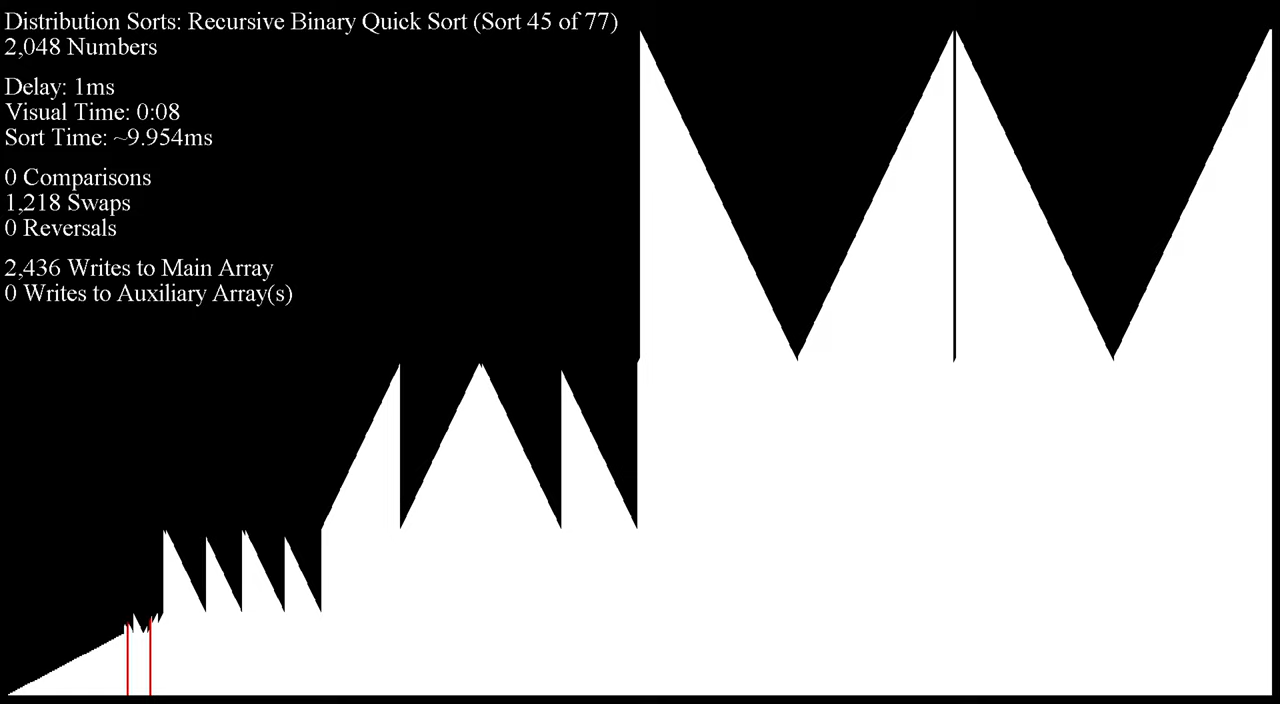 Distribution Sorts: Recursive Binary Quick Sort (Sort 45 of 77)
2,048 Numbers
Delay: 1ms
Visual Time: 0:08
Sort Time: ~9.954ms
0 Comparisons
1,218 Swaps
0 Reversals
2,436 Writes to Main Array
0 Writes to Auxiliary Array(s)